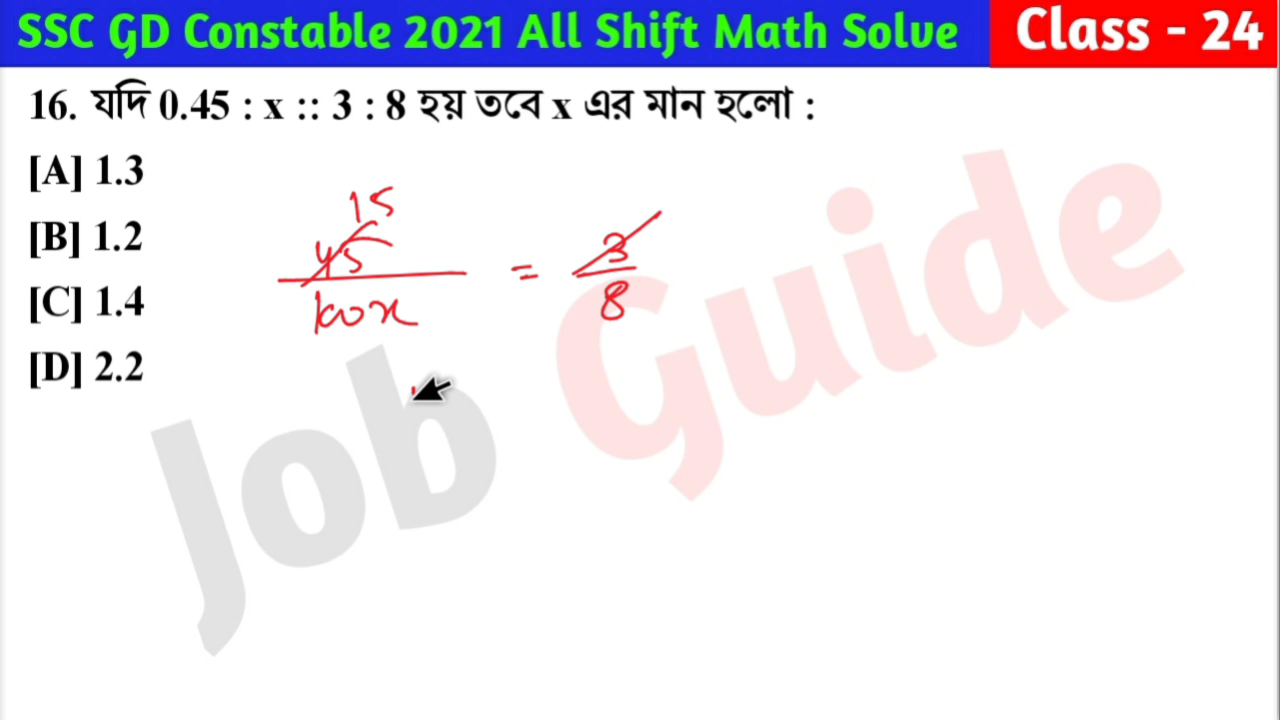 SSC GD Constable 2021 All Shift Math Solve
Class - 24
16. যদি 0.45 : x :: 3 : 8 হয় তবে x এর মান হলো :
[A] 1.3
[B] 1.2
[C] 1.4
[D] 2.2
15
45
100x
=
3
8
Job Guide